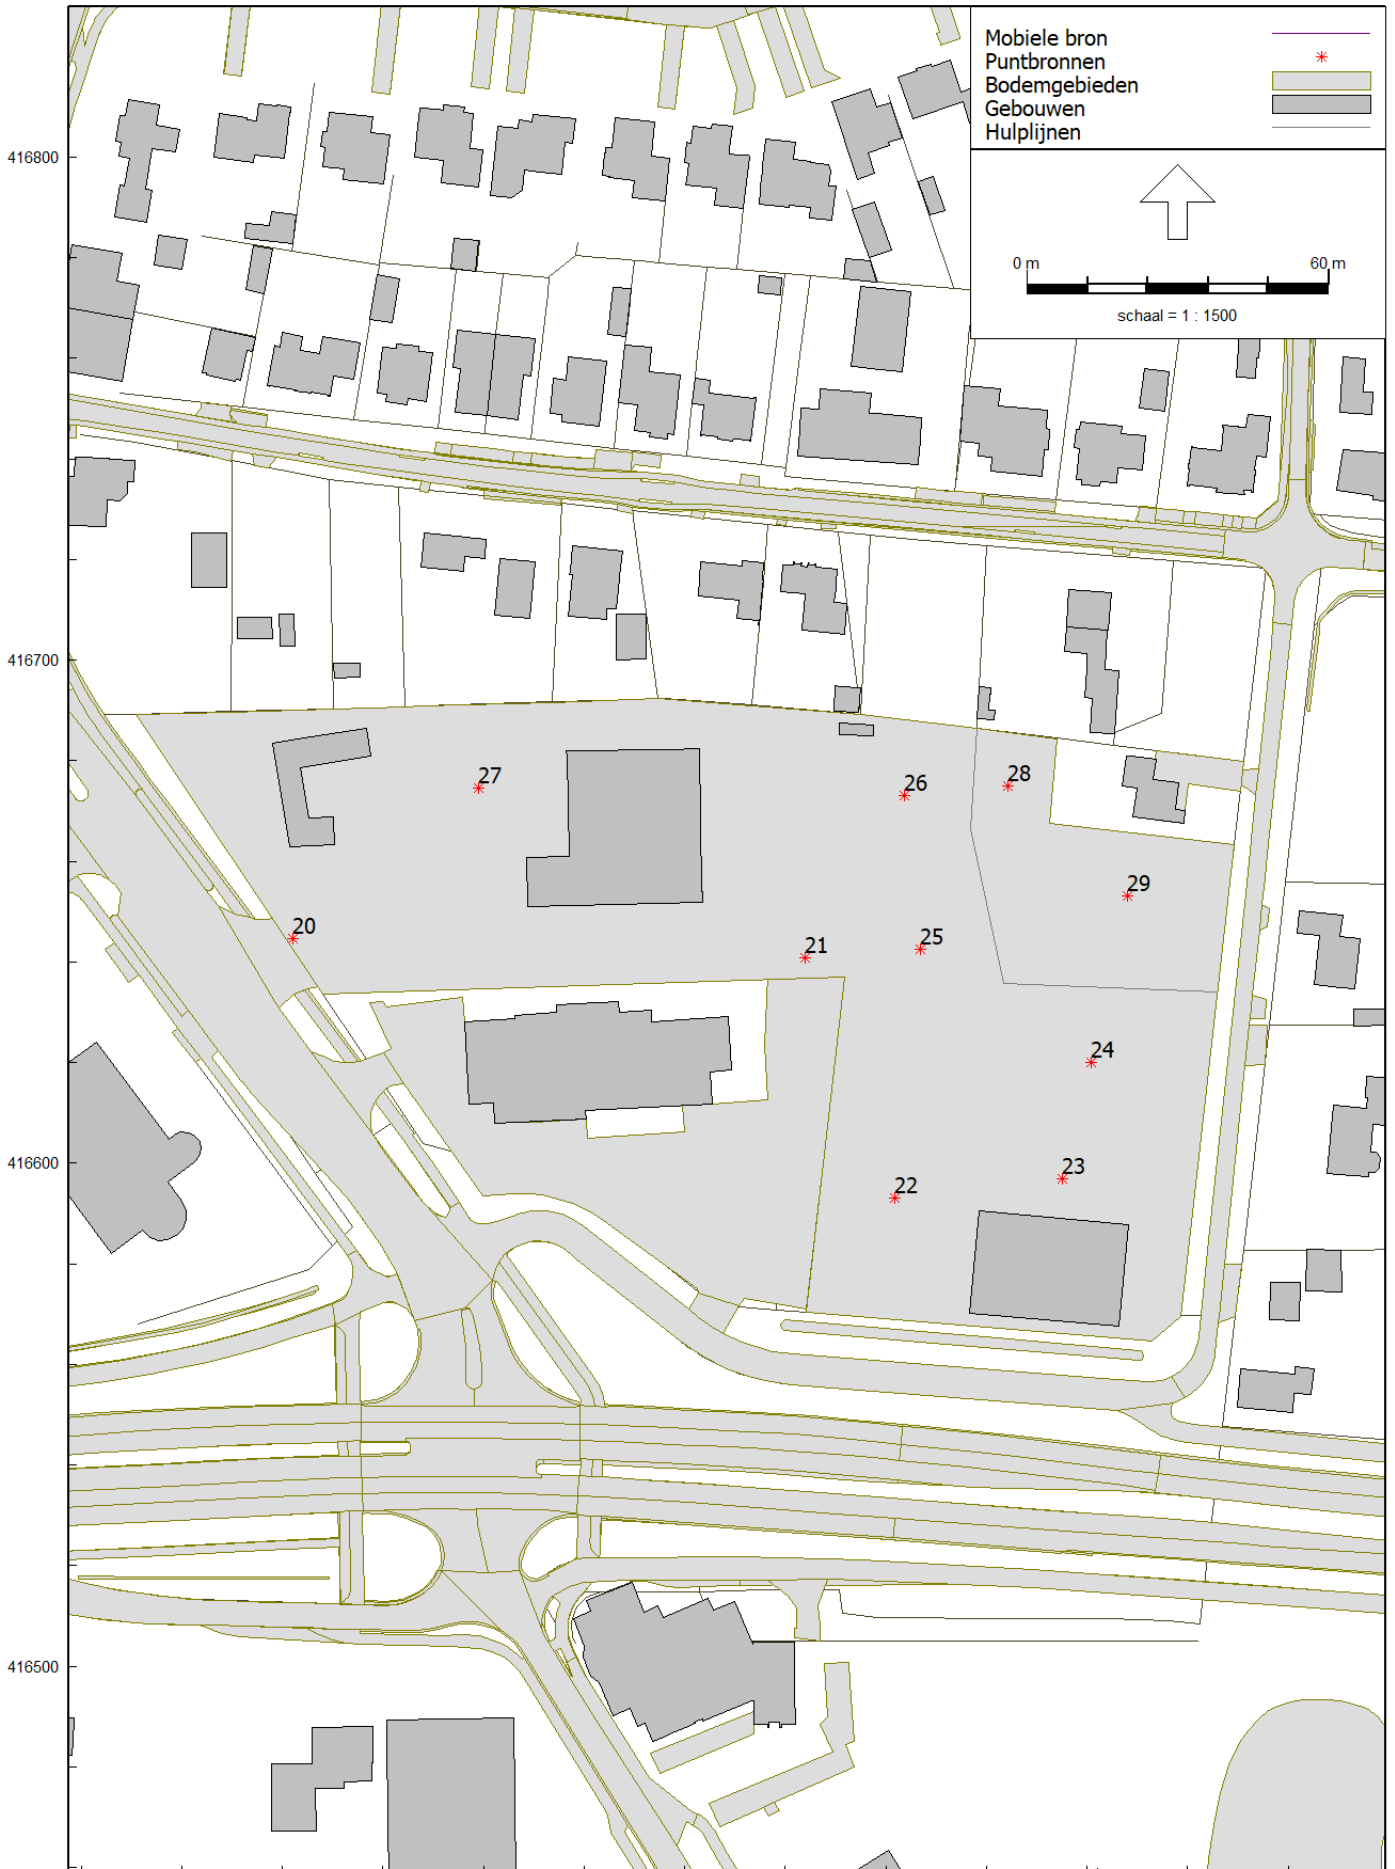 Mobiele bron
Puntbronnen
Bodemgebieden
Gebouwen
Hulplijnen
0 m 60 m
schaal = 1 : 1500
416800
416700
27
26
28
29
20
21
25
24
416600
23
22
416500